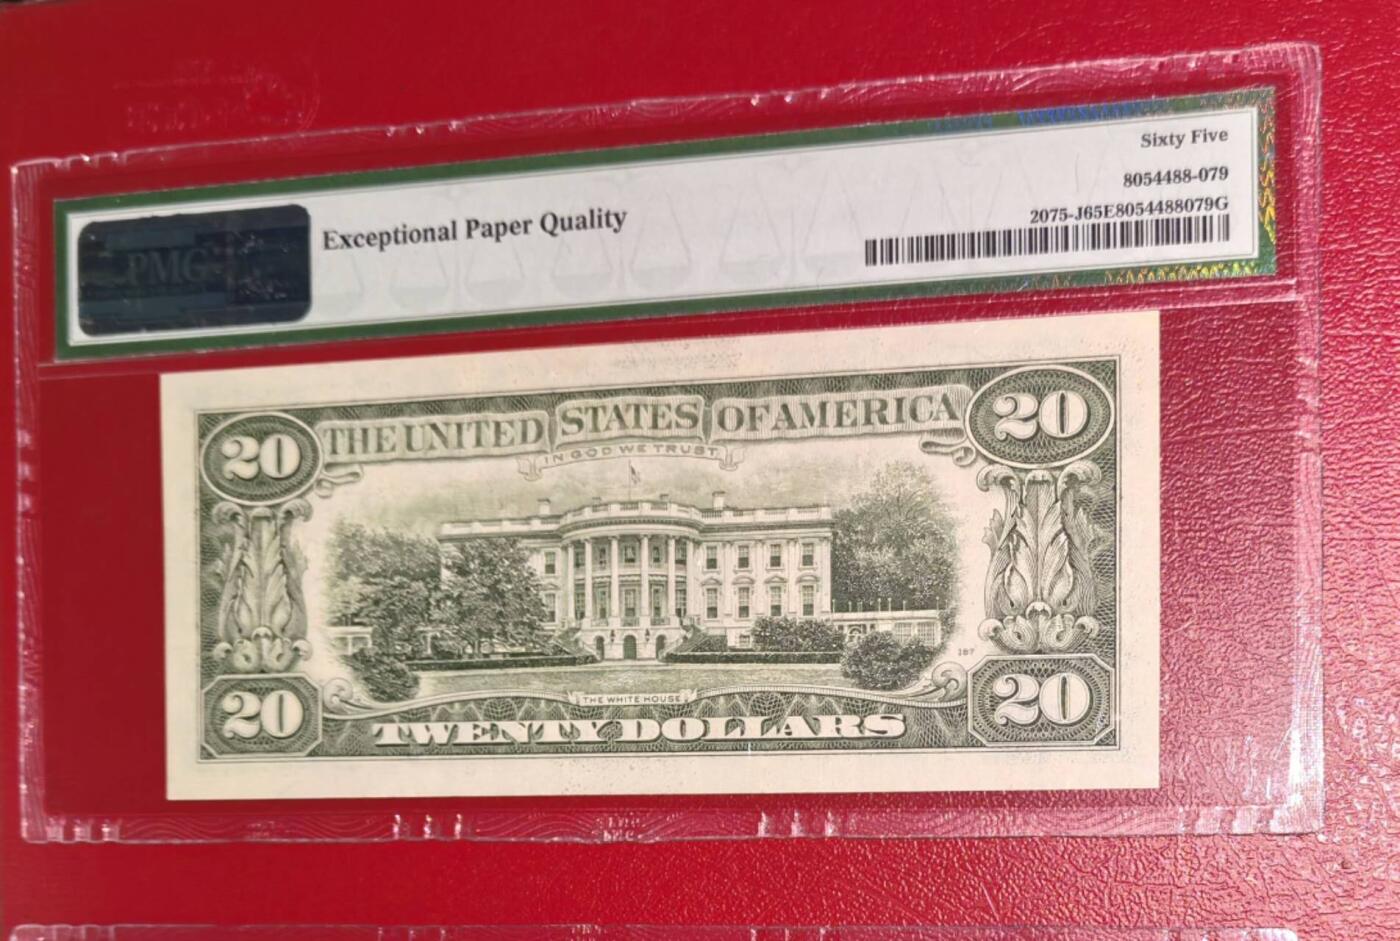 PMG
Exceptional Paper Quality
Sixty Five
8054488-079
2075-J65E8054488079G
20
THE UNITED STATES OF AMERICA
20
IN GOD WE TRUST
187
20
THE WHITE HOUSE
20
TWENTY DOLLARS